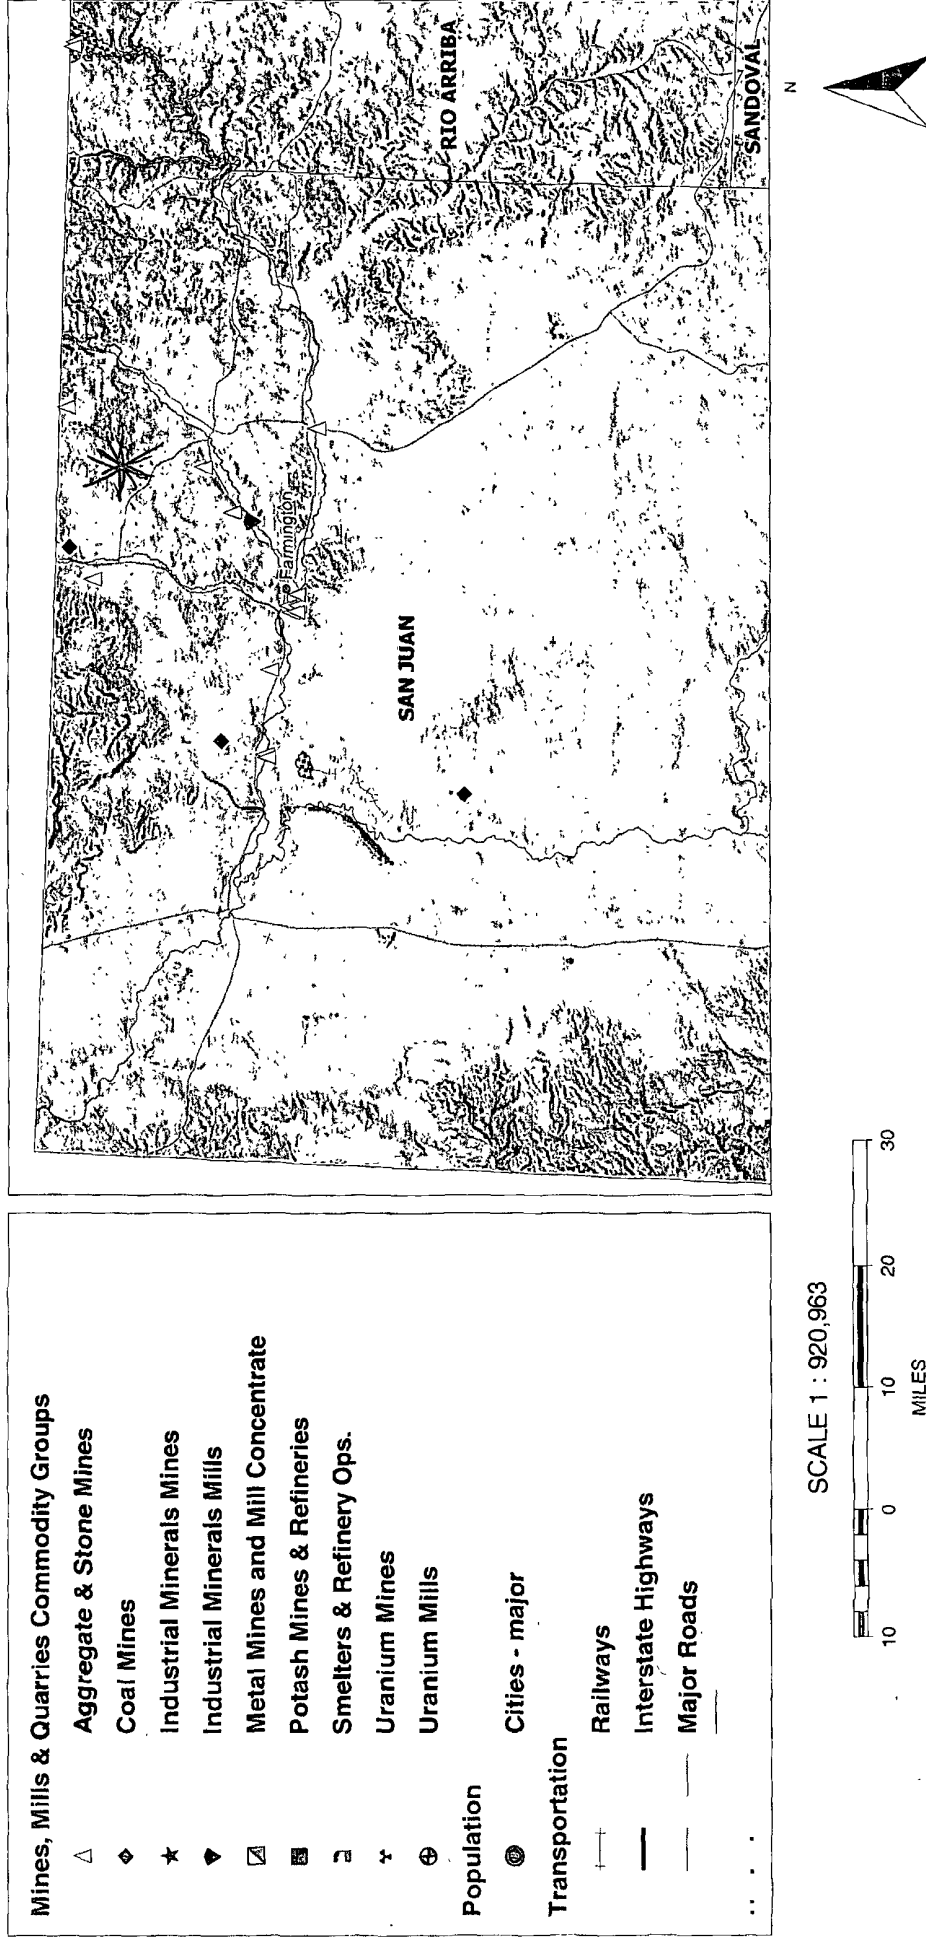 Mines, Mills & Quarries Commodity Groups
Aggregate & Stone Mines
Coal Mines
Industrial Minerals Mines
Industrial Minerals Mills
Metal Mines and Mill Concentrate
Potash Mines & Refineries
Smelters & Refinery Ops.
Uranium Mines
Uranium Mills
Population
Cities - major
Transportation
Railways
Interstate Highways
Major Roads
Farmington
SAN JUAN
RIO ARRIBA
SANDOVAL
SCALE 1 : 920,963
10 0 10 20 30
MILES
N